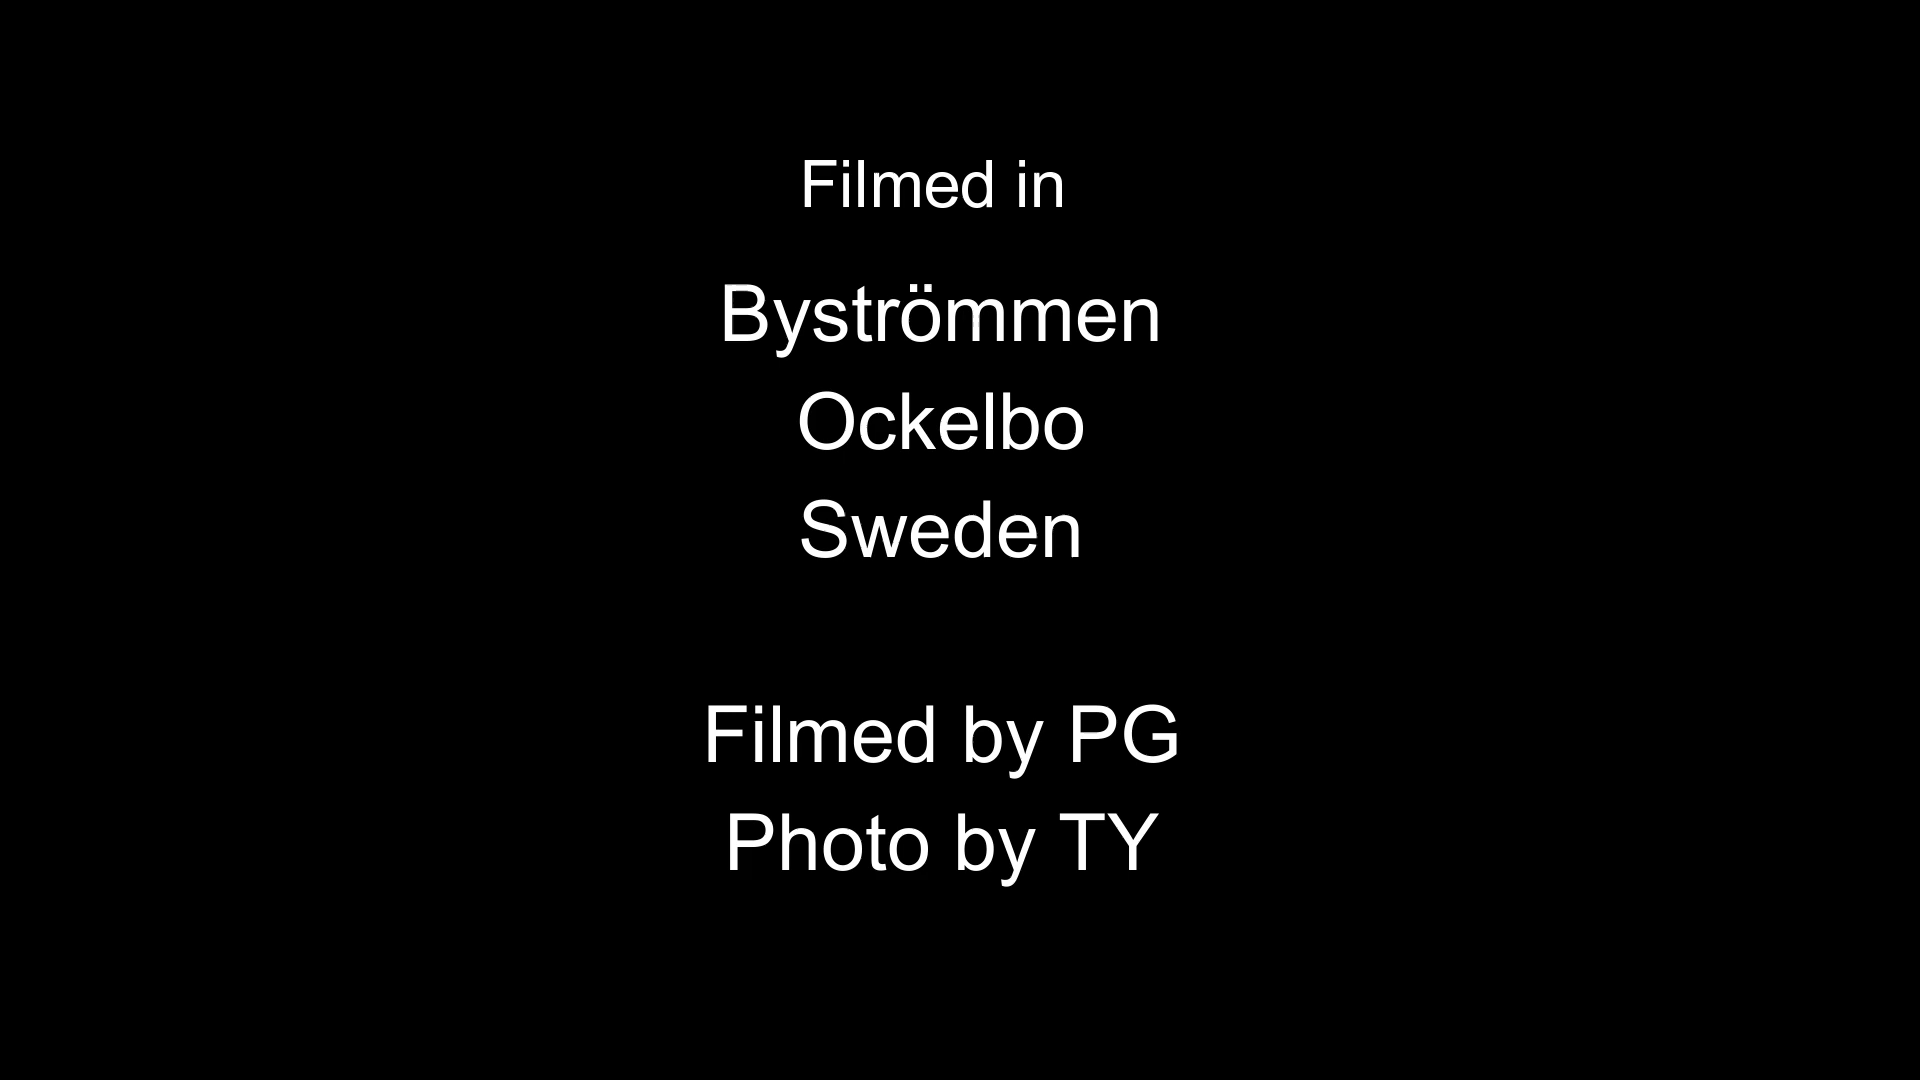 Filmed in
Byströmmen
Ockelbo
Sweden
Filmed by PG
Photo by TY